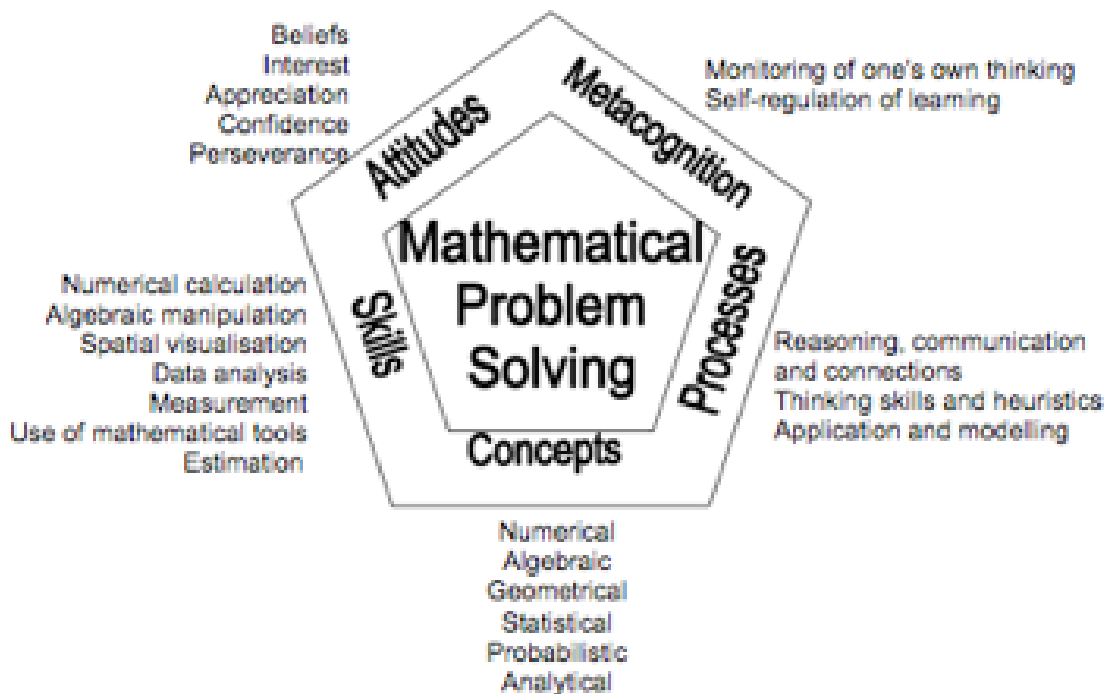 Beliefs
Interest
Appreciation
Confidence
Perseverance
Attitudes
Metacognition
Monitoring of one's own thinking
Self-regulation of learning
Mathematical
Problem
Solving
Skills
Numerical calculation
Algebraic manipulation
Spatial visualisation
Data analysis
Measurement
Use of mathematical tools
Estimation
Processes
Reasoning, communication
and connections
Thinking skills and heuristics
Application and modelling
Concepts
Numerical
Algebraic
Geometrical
Statistical
Probabilistic
Analytical